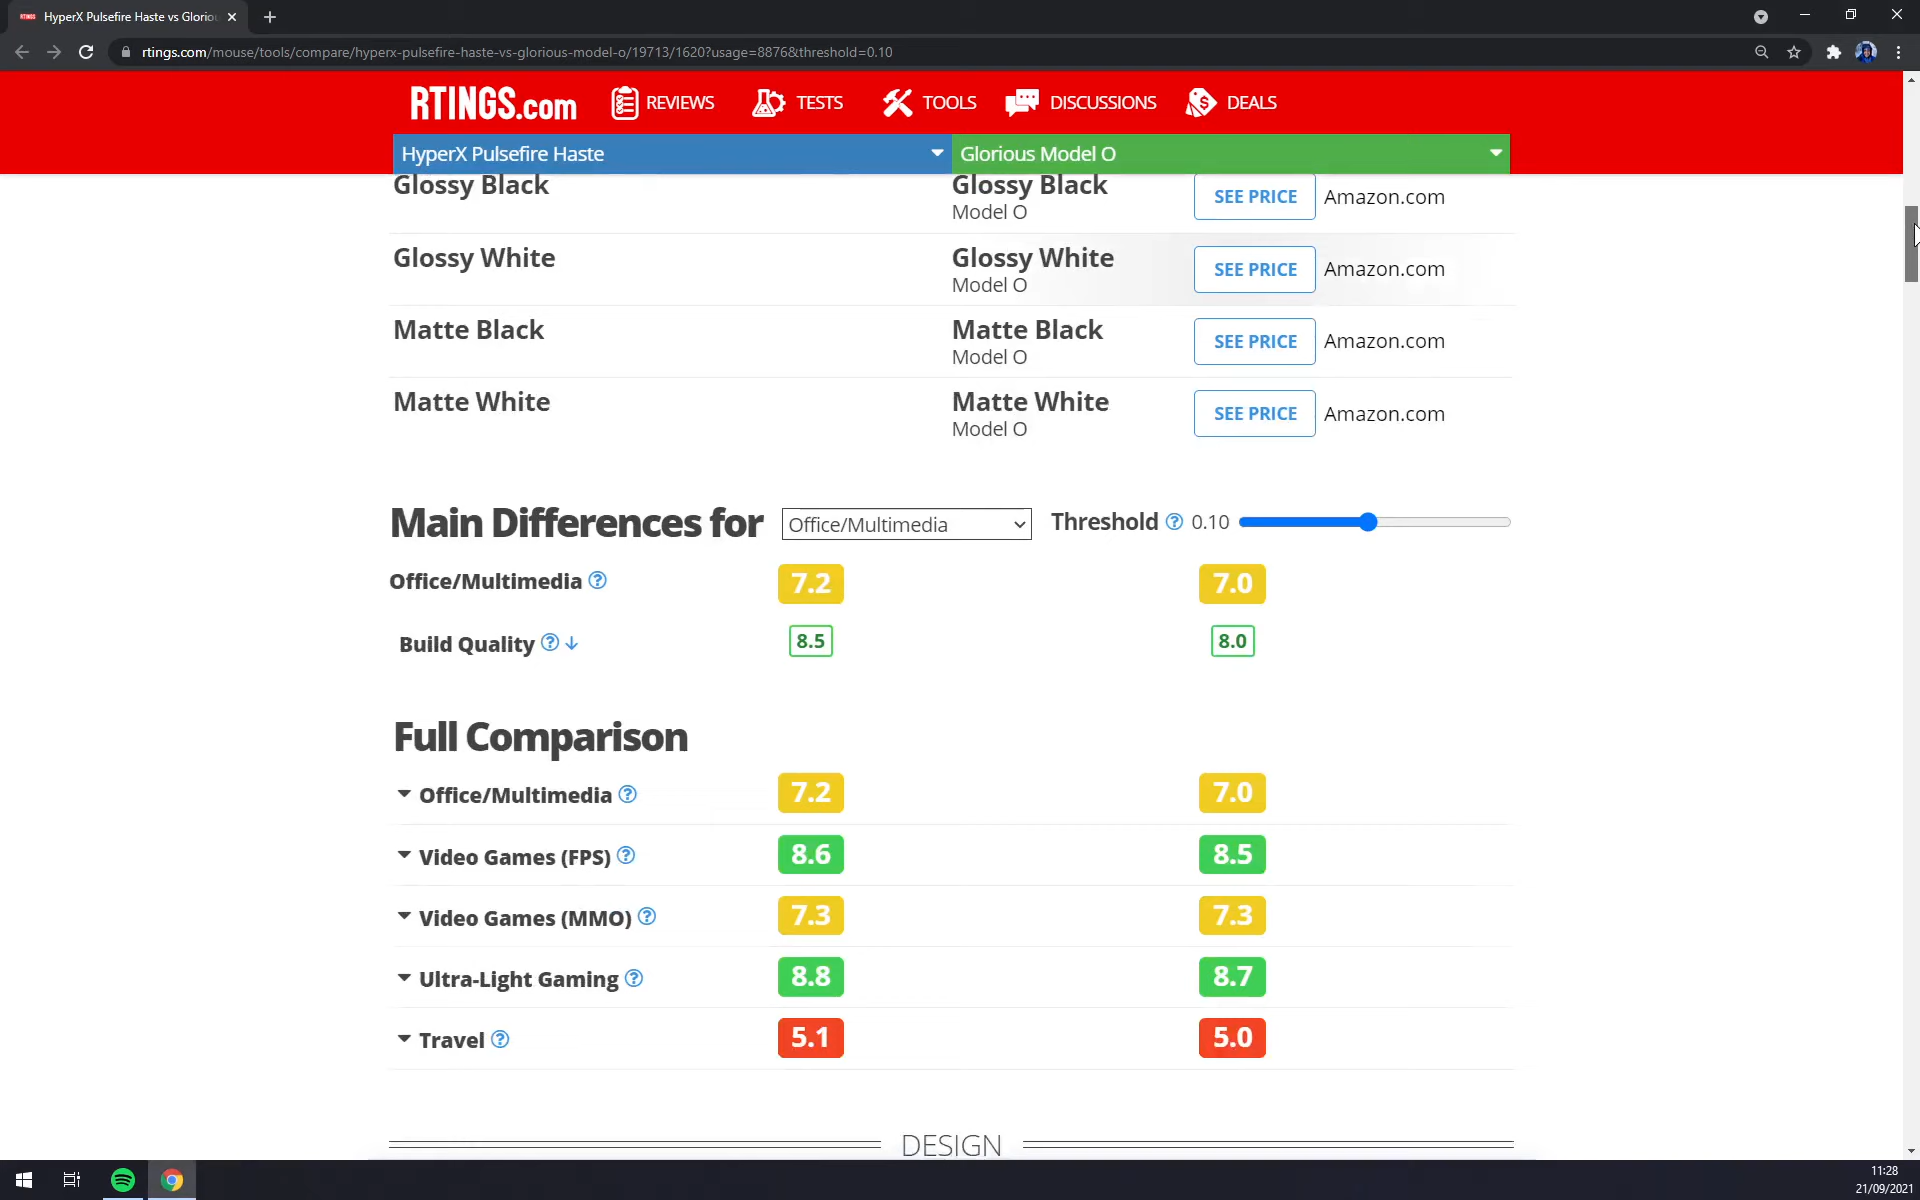 HyperX Pulsefire Haste vs Glorio
rtings.com/mouse/tools/compare/hyperx-pulsefire-haste-vs-glorious-model-o/19713/1620?usage=8876&threshold=0.10
RTINGS.com
REVIEWS
TESTS
TOOLS
DISCUSSIONS
DEALS
HyperX Pulsefire Haste
Glorious Model O
Glossy Black
Glossy Black
Model O
SEE PRICE
Amazon.com
Glossy White
Glossy White
Model O
SEE PRICE
Amazon.com
Matte Black
Matte Black
Model O
SEE PRICE
Amazon.com
Matte White
Matte White
Model O
SEE PRICE
Amazon.com
Main Differences for
Office/Multimedia
Threshold ? 0.10
Office/Multimedia ?
7.2
7.0
Build Quality ?
8.5
8.0
Full Comparison
Office/Multimedia ?
7.2
7.0
Video Games (FPS) ?
8.6
8.5
Video Games (MMO) ?
7.3
7.3
Ultra-Light Gaming ?
8.8
8.7
Travel ?
5.1
5.0
DESIGN
11:28
21/09/2021